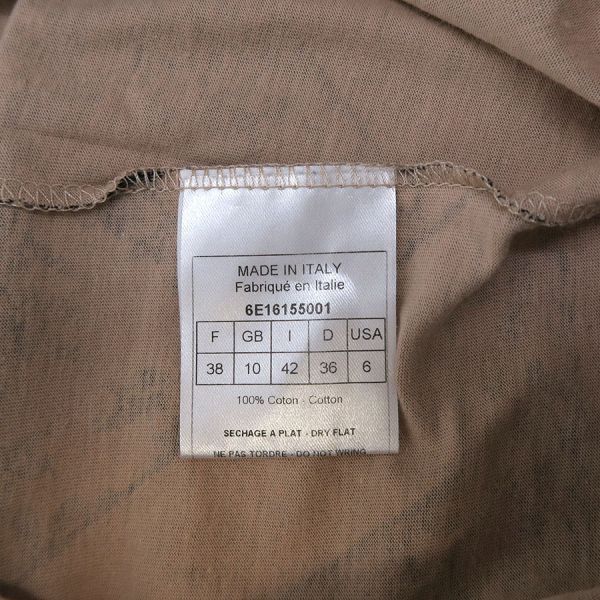 MADE IN ITALY
Fabriqué en Italie
6E16155001
F GB I D USA
38 10 42 36 6
100% Coton - Cotton
SECHAGE A PLAT - DRY FLAT
NE PAS TORDRE - DO NOT WRING